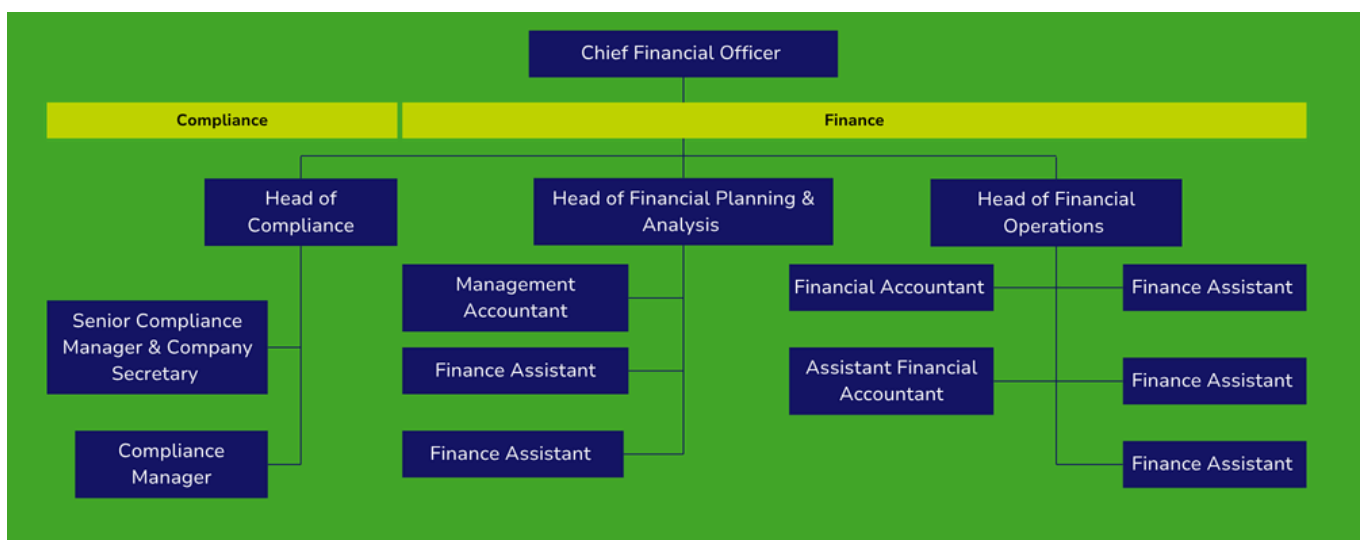 Chief Financial Officer
Compliance
Finance
Head of
Compliance
Head of Financial Planning &
Analysis
Head of Financial
Operations
Senior Compliance
Manager & Company
Secretary
Compliance
Manager
Management
Accountant
Finance Assistant
Finance Assistant
Financial Accountant
Assistant Financial
Accountant
Finance Assistant
Finance Assistant
Finance Assistant